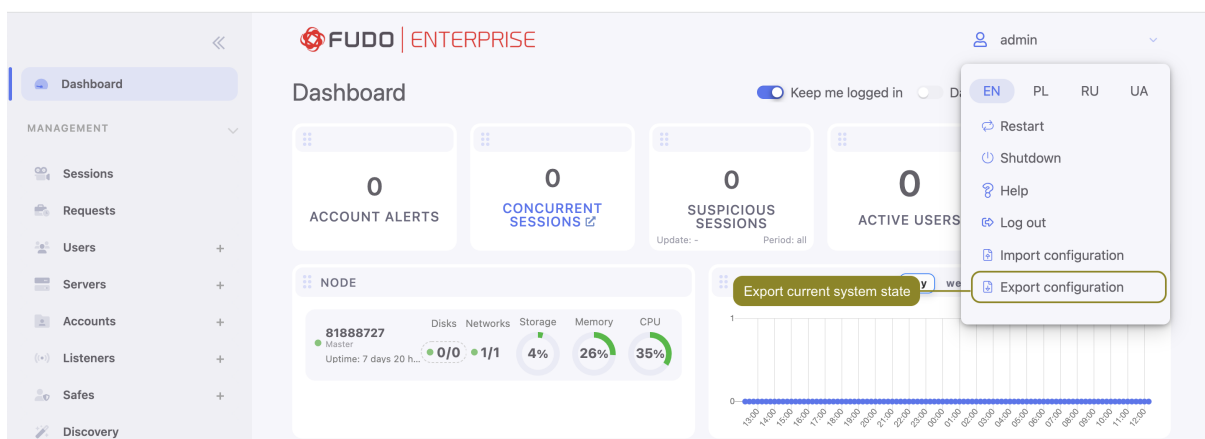 FUDO ENTERPRISE
admin
Dashboard
MANAGEMENT
Sessions
Requests
Users
Servers
Accounts
Listeners
Safes
Discovery
Dashboard
Keep me logged in
EN PL RU UA
Restart
Shutdown
Help
Log out
Import configuration
Export configuration
Export current system state
0
ACCOUNT ALERTS
0
CONCURRENT
SESSIONS
0
SUSPICIOUS
SESSIONS
Update: - Period: all
0
ACTIVE USERS
NODE
81888727
Master
Uptime: 7 days 20 h...
Disks Networks Storage Memory CPU
0/0 1/1 4% 26% 35%
1
0
13:00 14:00 15:00 16:00 17:00 18:00 19:00 20:00 21:00 22:00 23:00 00:00 01:00 02:00 03:00 04:00 05:00 06:00 07:00 08:00 09:00 10:00 11:00 12:00